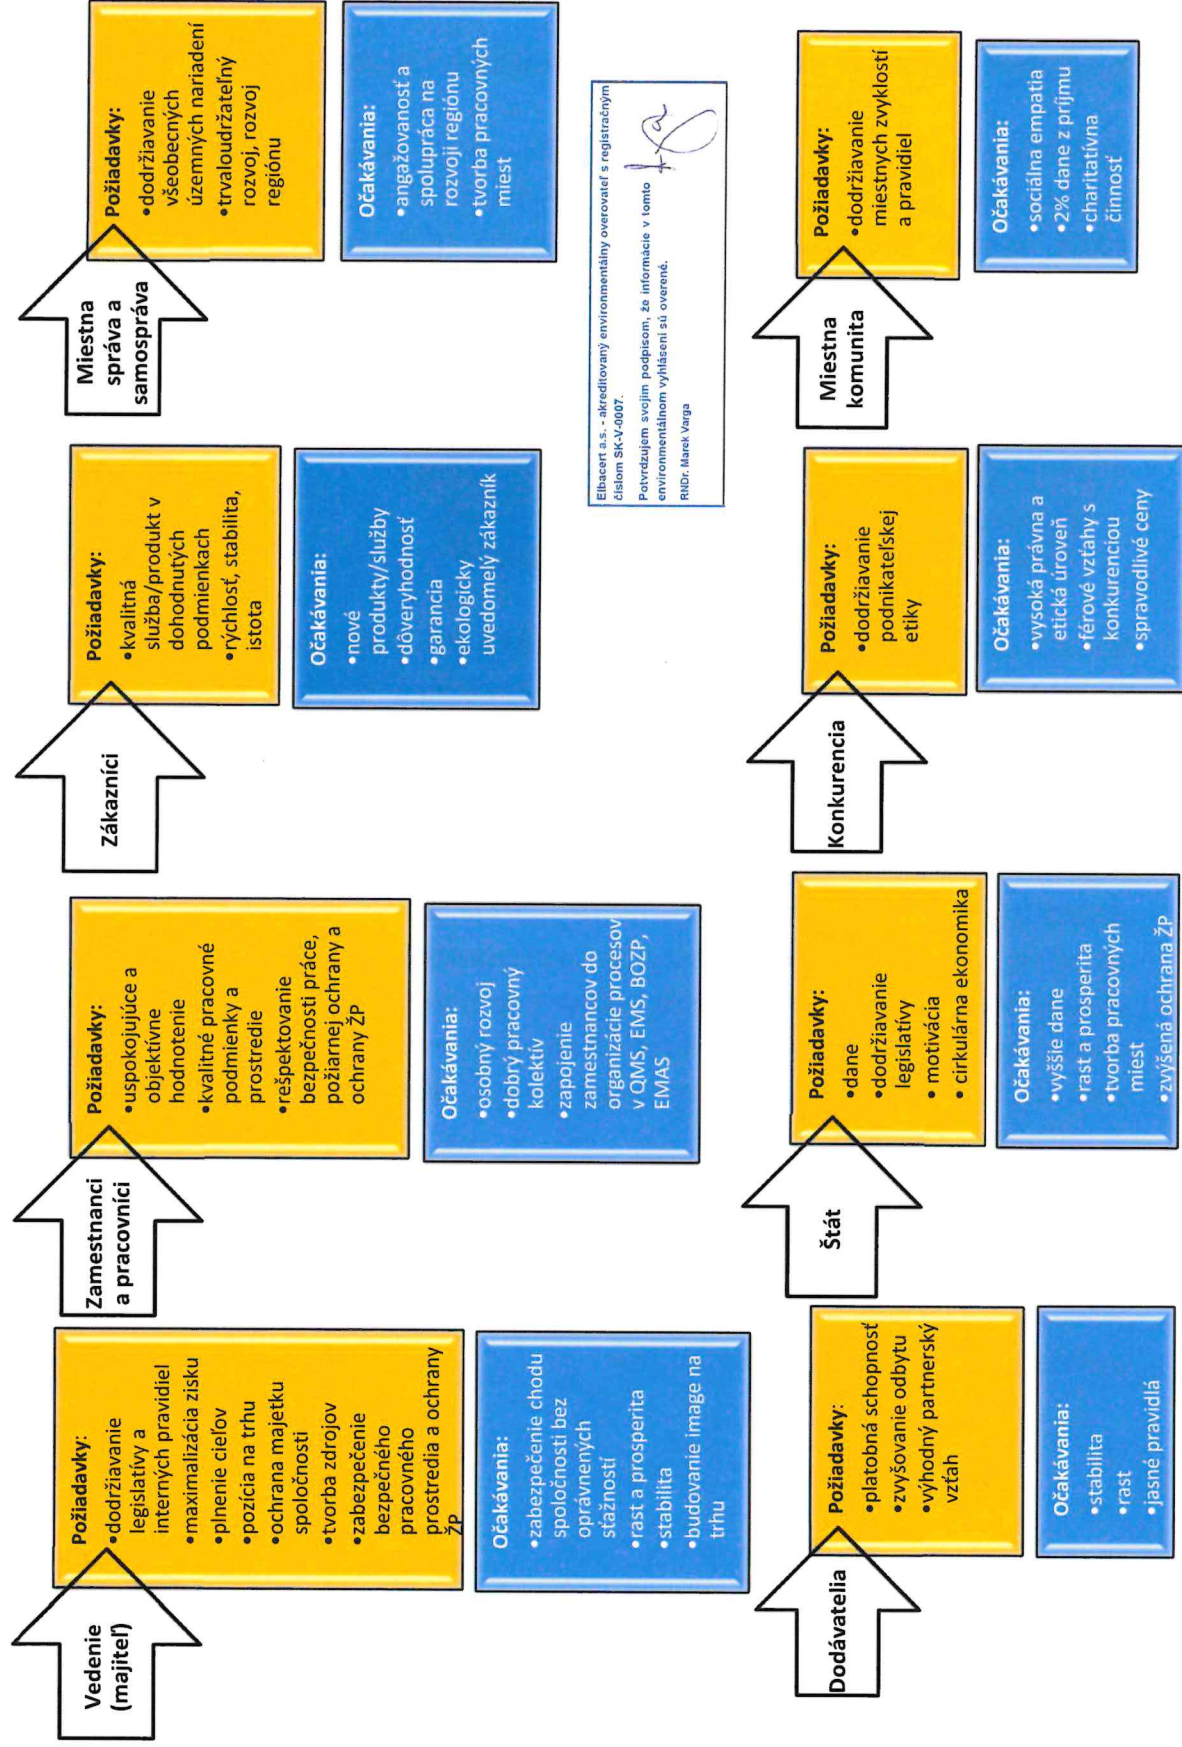 Vedenie
(majiteľ)
Požiadavky:
•dodržiavanie
legislatívy a
interných pravidiel
•maximalizácia zisku
•plnenie cieľov
•pozícia na trhu
•ochrana majetku
spoločnosti
•tvorba zdrojov
•zabezpečenie
bezpečného
pracovného
prostredia a ochrany
ŽP
Očakávania:
•zabezpečenie chodu
spoločnosti bez
oprávnených
sťažností
•rast a prosperita
•stabilita
•budovanie image na
trhu
Zamestnanci
a pracovníci
Požiadavky:
•uspokojujúce a
objektívne
hodnotenie
•kvalitné pracovné
podmienky a
prostredie
•rešpektovanie
bezpečnosti práce,
požiarnej ochrany a
ochrany ŽP
Očakávania:
•osobný rozvoj
•dobrý pracovný
kolektív
•zapojenie
zamestnancov do
organizácie procesov
v QMS, EMS, BOZP,
EMAS
Zákazníci
Požiadavky:
•kvalitná
služba/produkt v
dohodnutých
podmienkach
•rýchlosť, stabilita,
istota
Očakávania:
•nové
produkty/služby
•dôveryhodnosť
•garancia
•ekologicky
uvedomelý zákazník
Miestna
správa a
samospráva
Požiadavky:
•dodržiavanie
všeobecných
územných nariadení
•trvaloudržateľný
rozvoj, rozvoj
regiónu
Očakávania:
•angažovanosť a
spolupráca na
rozvoji regiónu
•tvorba pracovných
miest
Elbacert a.s. - akreditovaný environmentálny overovateľ s registračným
číslom SK-V-0007.
Potvrdzujem svojim podpisom, že informácie v tomto
environmentálnom vyhlásení sú overené.
RNDr. Marek Varga
Dodávatelia
Požiadavky:
•platobná schopnosť
•zvyšovanie odbytu
•výhodný partnerský
vzťah
Očakávania:
•stabilita
•rast
•jasné pravidlá
Štát
Požiadavky:
•dane
•dodržiavanie
legislatívy
• motivácia
• cirkulárna ekonomika
Očakávania:
•vyššie dane
•rast a prosperita
•tvorba pracovných
miest
•zvýšená ochrana ŽP
Konkurencia
Požiadavky:
•dodržiavanie
podnikateľskej
etiky
Očakávania:
•vysoká právna a
etická úroveň
•férové vzťahy s
konkurenciou
•spravodlivé ceny
Miestna
komunita
Požiadavky:
•dodržiavanie
miestnych zvyklostí
a pravidiel
Očakávania:
•sociálna empatia
•2% dane z príjmu
•charitatívna
činnosť